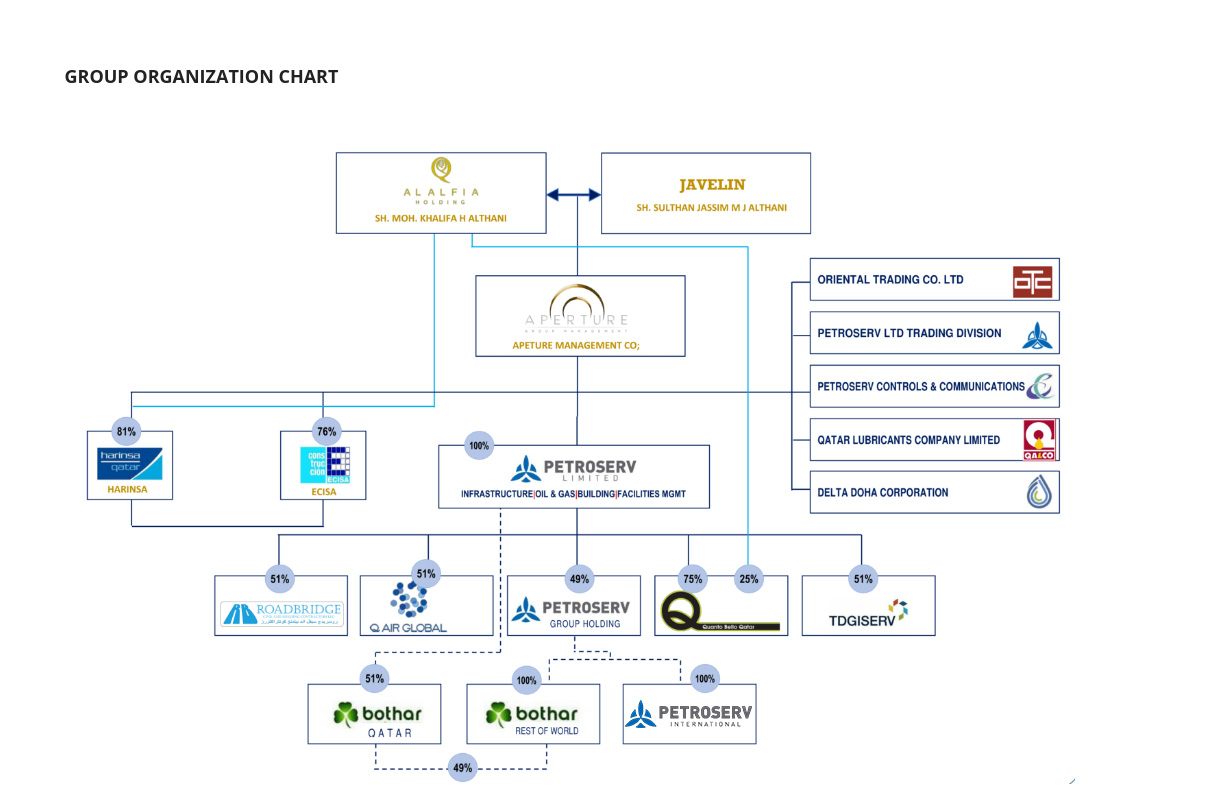 GROUP ORGANIZATION CHART
ALALFIA
HOLDING
SH. MOH. KHALIFA H ALTHANI
JAVELIN
SH. SULTHAN JASSIM M J ALTHANI
APERTURE
GROUP MANAGEMENT
APETURE MANAGEMENT CO;
ORIENTAL TRADING CO. LTD
OTC
PETROSERV LTD TRADING DIVISION
PETROSERV CONTROLS & COMMUNICATIONS
QATAR LUBRICANTS COMPANY LIMITED
QALCO
DELTA DOHA CORPORATION
81%
harinsa
qatar
HARINSA
76%
cons
truc
ción
ECISA
ECISA
100%
PETROSERV
LIMITED
INFRASTRUCTURE|OIL & GAS|BUILDING|FACILITIES MGMT
51%
ROADBRIDGE
51%
Q AIR GLOBAL
49%
PETROSERV
GROUP HOLDING
75%
25%
Q
Quanto Bello Qatar
51%
TDGISERV
51%
bothar
QATAR
100%
bothar
REST OF WORLD
100%
PETROSERV
INTERNATIONAL
49%